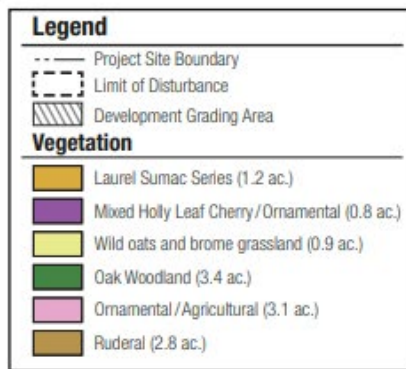 Legend
Project Site Boundary
Limit of Disturbance
Development Grading Area
Vegetation
Laurel Sumac Series (1.2 ac.)
Mixed Holly Leaf Cherry/Ornamental (0.8 ac.)
Wild oats and brome grassland (0.9 ac.)
Oak Woodland (3.4 ac.)
Ornamental/Agricultural (3.1 ac.)
Ruderal (2.8 ac.)